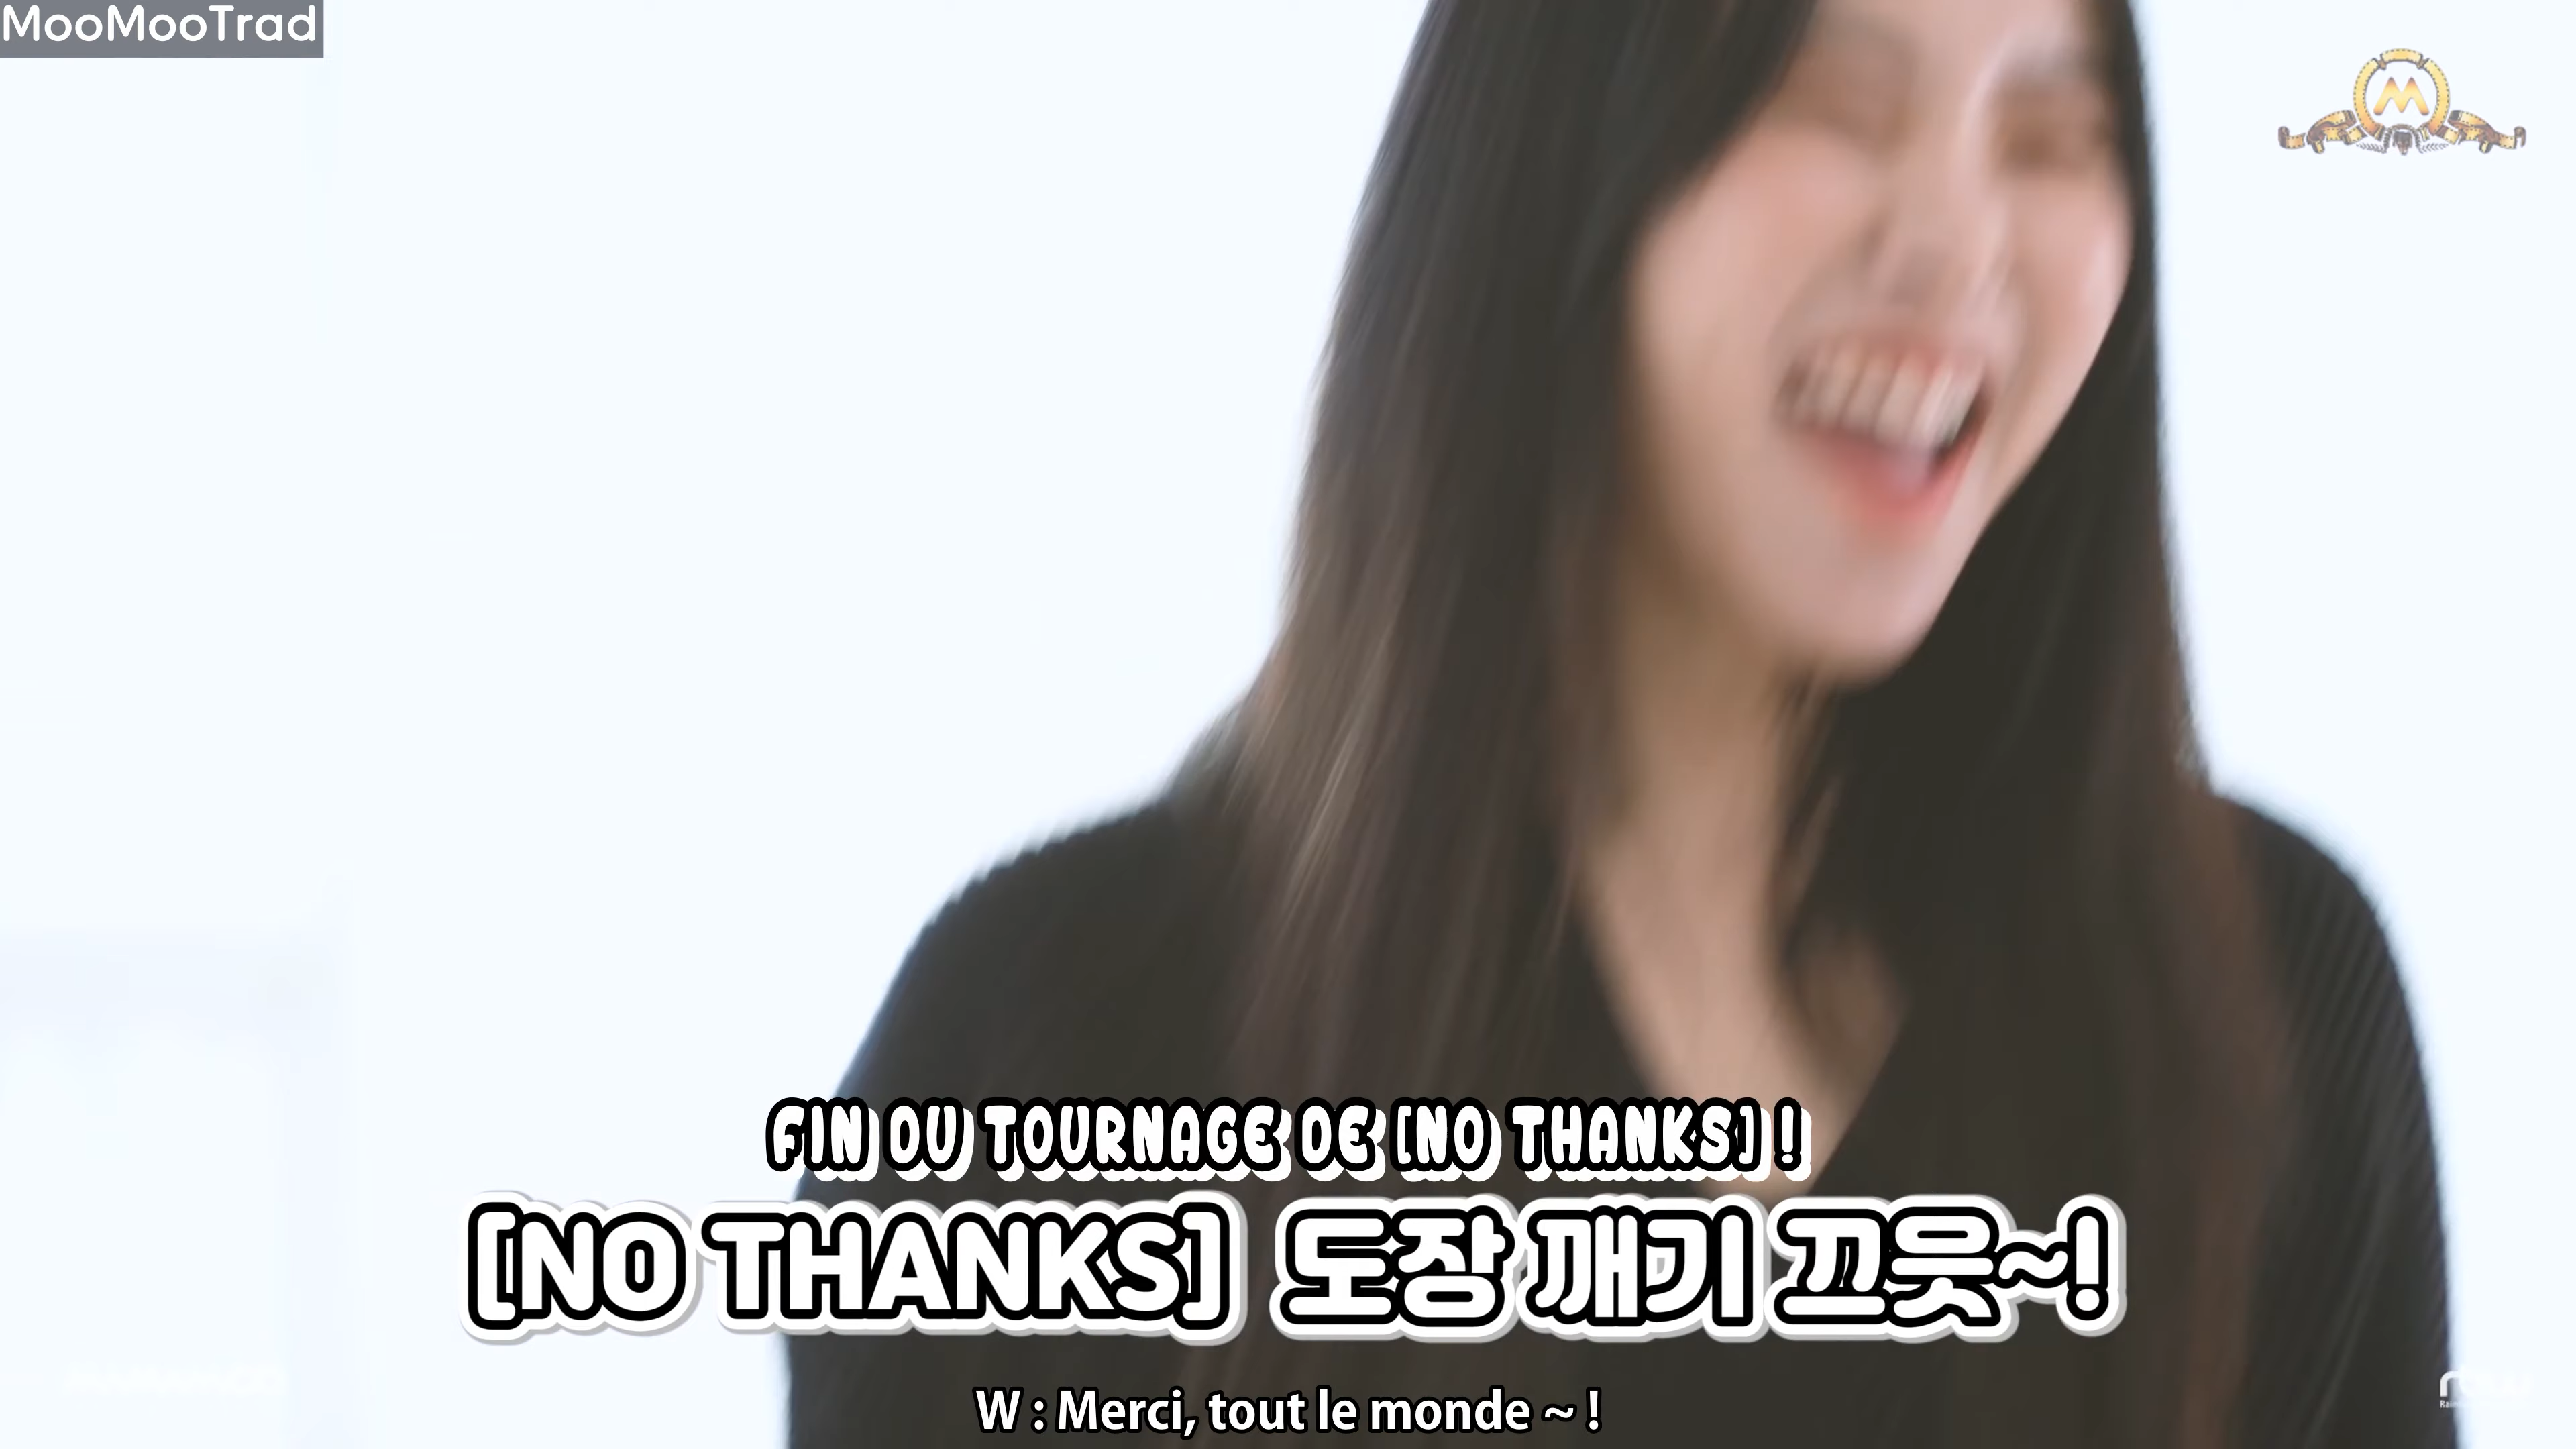 MooMooTrad
M
FIN DU TOURNAGE DE [NO THANKS] !
[NO THANKS] 도장 깨기 끄읏~!
W : Merci, tout le monde ~ !